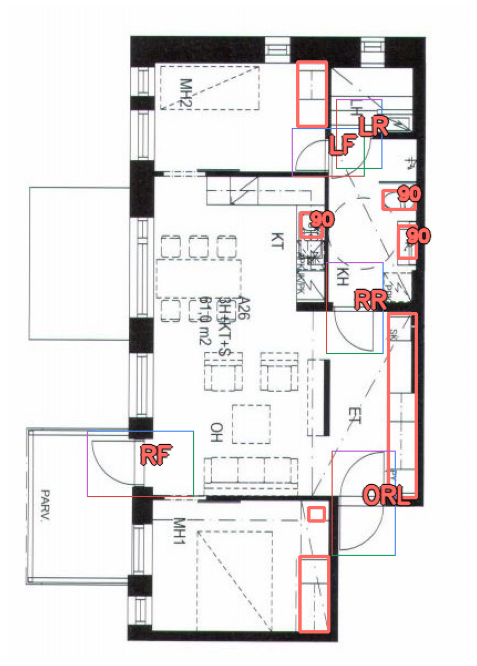 MH2
LH
LR
LF
90
90
90
KT
KH
RR
A26
3H+KT+S
61,0 m2
SK
ET
OH
RF
ORL
PARV.
MH1